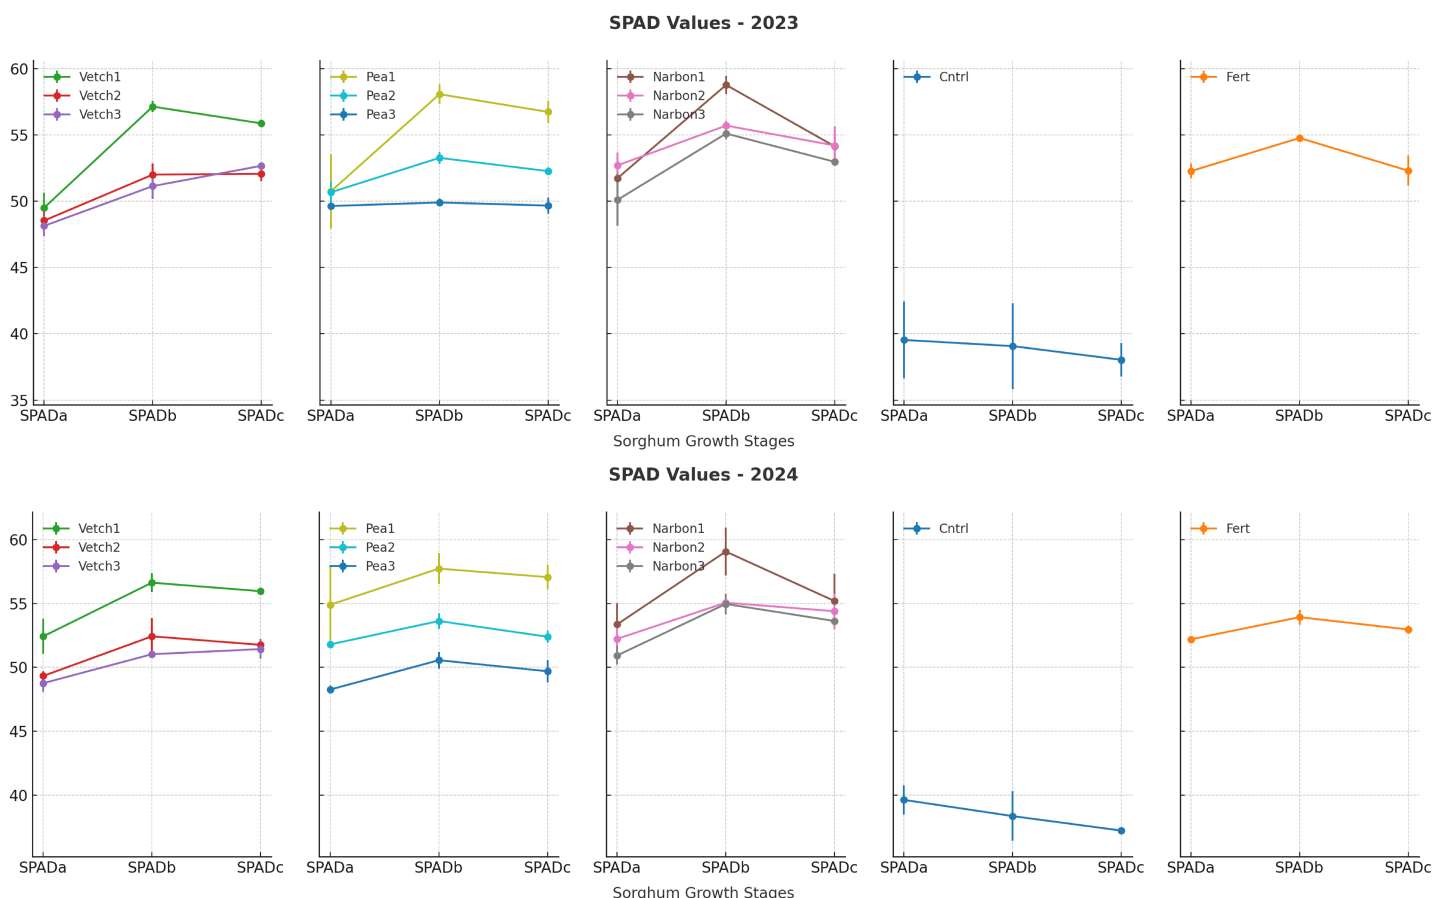 SPAD Values - 2023
Vetch1
Vetch2
Vetch3
Pea1
Pea2
Pea3
Narbon1
Narbon2
Narbon3
Cntrl
Fert
60
55
50
45
40
35
SPADa SPADb SPADc SPADa SPADb SPADc SPADa SPADb SPADc SPADa SPADb SPADc SPADa SPADb SPADc
Sorghum Growth Stages
SPAD Values - 2024
Vetch1
Vetch2
Vetch3
Pea1
Pea2
Pea3
Narbon1
Narbon2
Narbon3
Cntrl
Fert
60
55
50
45
40
SPADa SPADb SPADc SPADa SPADb SPADc SPADa SPADb SPADc SPADa SPADb SPADc SPADa SPADb SPADc
Sorghum Growth Stages